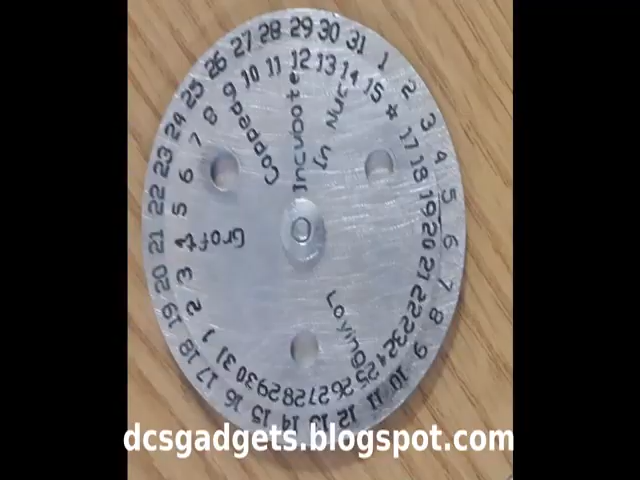 1 2 3 4 5 6 7 8 9 10 11 12 13 14 15 16 17 18 19 20 21 22 23 24 25 26 27 28 29 30 31
1 2 3 5 6 7 8 9 10 11 12 13 14 15 ☆ 17 18 19 20 21 22 23 24 25 26 27 28 29 30 31
Graft
Capped
Incubate
In Nuc
Laying
dcsgadgets.blogspot.com